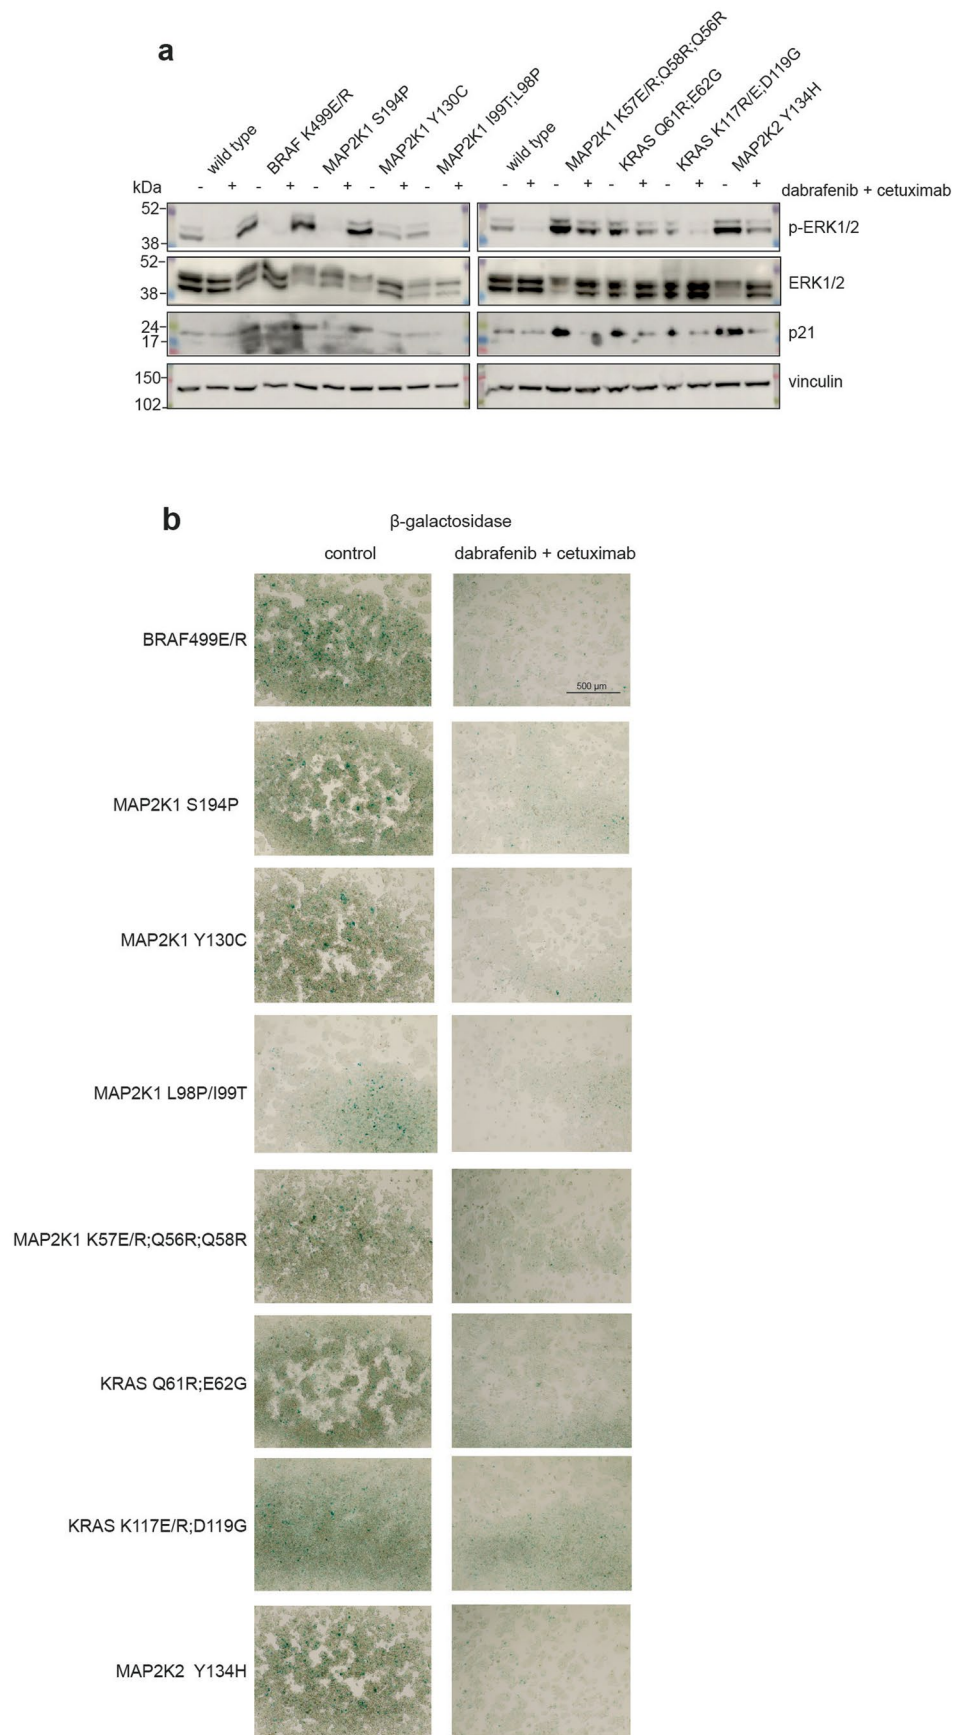 a
wild type
BRAF K499E/R
MAP2K1 S194P
MAP2K1 Y130C
MAP2K1 I99T;L98P
wild type
MAP2K1 K57E/R;Q58R;Q56R
KRAS Q61R;E62G
KRAS K117R/E;D119G
MAP2K2 Y134H
kDa
- + - + - + - + - + - + - + - + - + - + dabrafenib + cetuximab
52
38
p-ERK1/2
52
38
ERK1/2
24
17
p21
150
102
vinculin
b
β-galactosidase
control dabrafenib + cetuximab
BRAF499E/R
500 µm
MAP2K1 S194P
MAP2K1 Y130C
MAP2K1 L98P/I99T
MAP2K1 K57E/R;Q56R;Q58R
KRAS Q61R;E62G
KRAS K117E/R;D119G
MAP2K2 Y134H